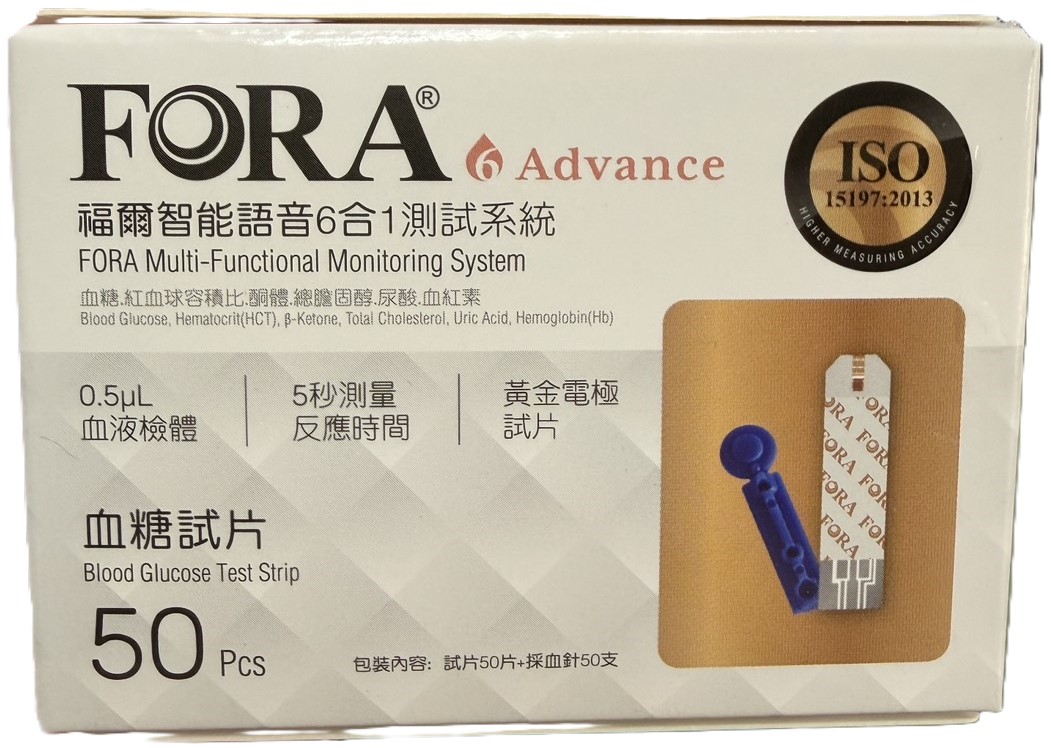 FORA®
6 Advance
福爾智能語音6合1測試系統
FORA Multi-Functional Monitoring System
血糖.紅血球容積比.酮體.總膽固醇.尿酸.血紅素
Blood Glucose, Hematocrit(HCT), β-Ketone, Total Cholesterol, Uric Acid, Hemoglobin(Hb)
ISO
15197:2013
HIGHER MEASURING ACCURACY
0.5μL
血液檢體
5秒測量
反應時間
黃金電極
試片
血糖試片
Blood Glucose Test Strip
50 Pcs
包裝內容: 試片50片+採血針50支
ORA FORA
FORA FORA
FORA FORA
FORA FOR
FORA